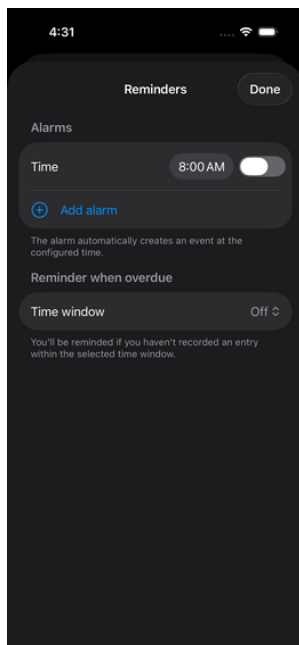 4:31
Reminders
Done
Alarms
Time
8:00 AM
Add alarm
The alarm automatically creates an event at the
configured time.
Reminder when overdue
Time window
Off
You'll be reminded if you haven't recorded an entry
within the selected time window.